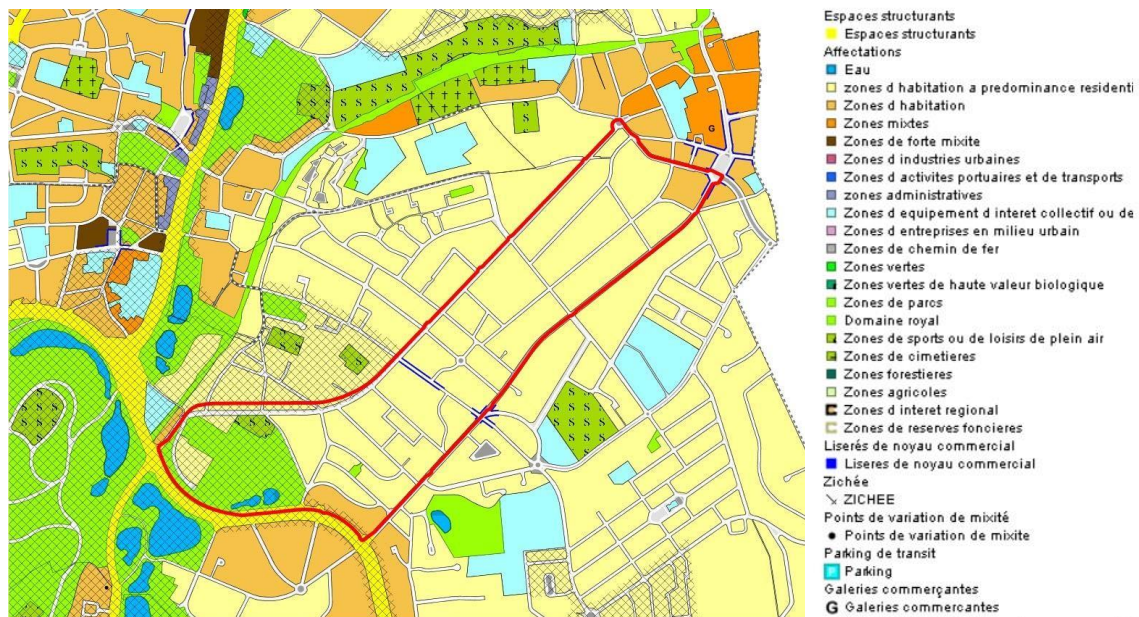 Espaces structurants
Espaces structurants
Affectations
Eau
zones d habitation a predominance residenti
Zones d habitation
Zones mixtes
Zones de forte mixite
Zones d industries urbaines
Zones d activites portuaires et de transports
zones administratives
Zones d equipement d interet collectif ou de
Zones d entreprises en milieu urbain
Zones de chemin de fer
Zones vertes
Zones vertes de haute valeur biologique
Zones de parcs
Domaine royal
Zones de sports ou de loisirs de plein air
Zones de cimetieres
Zones forestieres
Zones agricoles
Zones d interet regional
Zones de reserves foncieres
Liserés de noyau commercial
Liseres de noyau commercial
Zichée
ZICHEE
Points de variation de mixité
Points de variation de mixite
Parking de transit
Parking
Galeries commerçantes
G Galeries commercantes
G